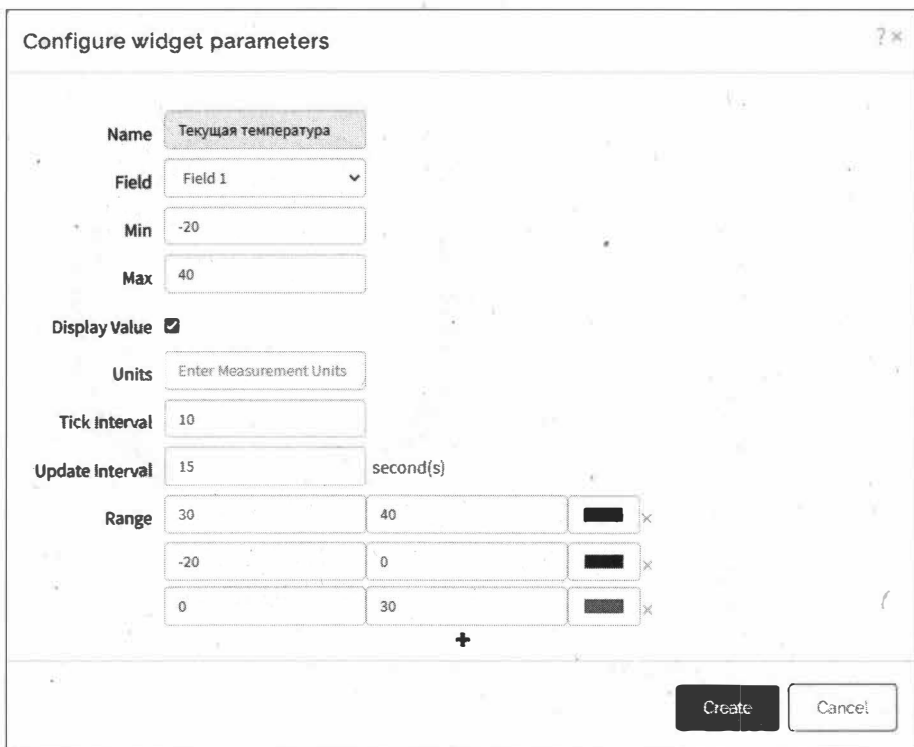 Configure widget parameters ? ×
Name Текущая температура
Field Field 1
Min -20
Max 40
Display Value
Units Enter Measurement Units
Tick Interval 10
Update Interval 15 second(s)
Range 30 40 ×
-20 0 ×
0 30 ×
+
Create Cancel